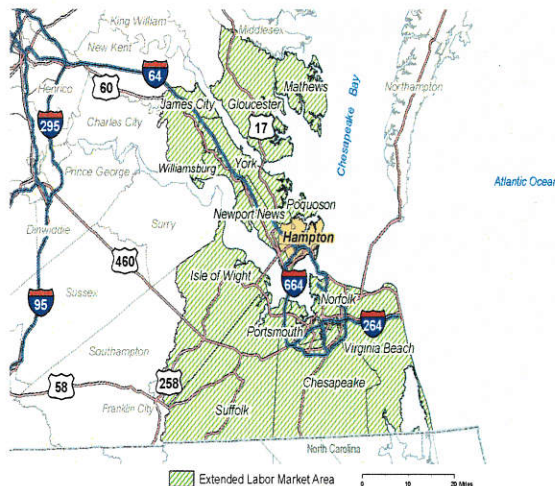 King William
Middlesex
New Kent
64
Mathews
Northampton
Henrico
60
James City
Gloucester
295
Charles City
17
Chesapeake Bay
Williamsburg
York
Prince George
Atlantic Ocean
Poquoson
Newport News
Surry
Dinwiddie
Hampton
460
Isle of Wight
664
95
Sussex
Norfolk
Portsmouth
264
Virginia Beach
Southampton
58
258
Chesapeake
Franklin City
Suffolk
North Carolina
Extended Labor Market Area
0 10 20 Miles